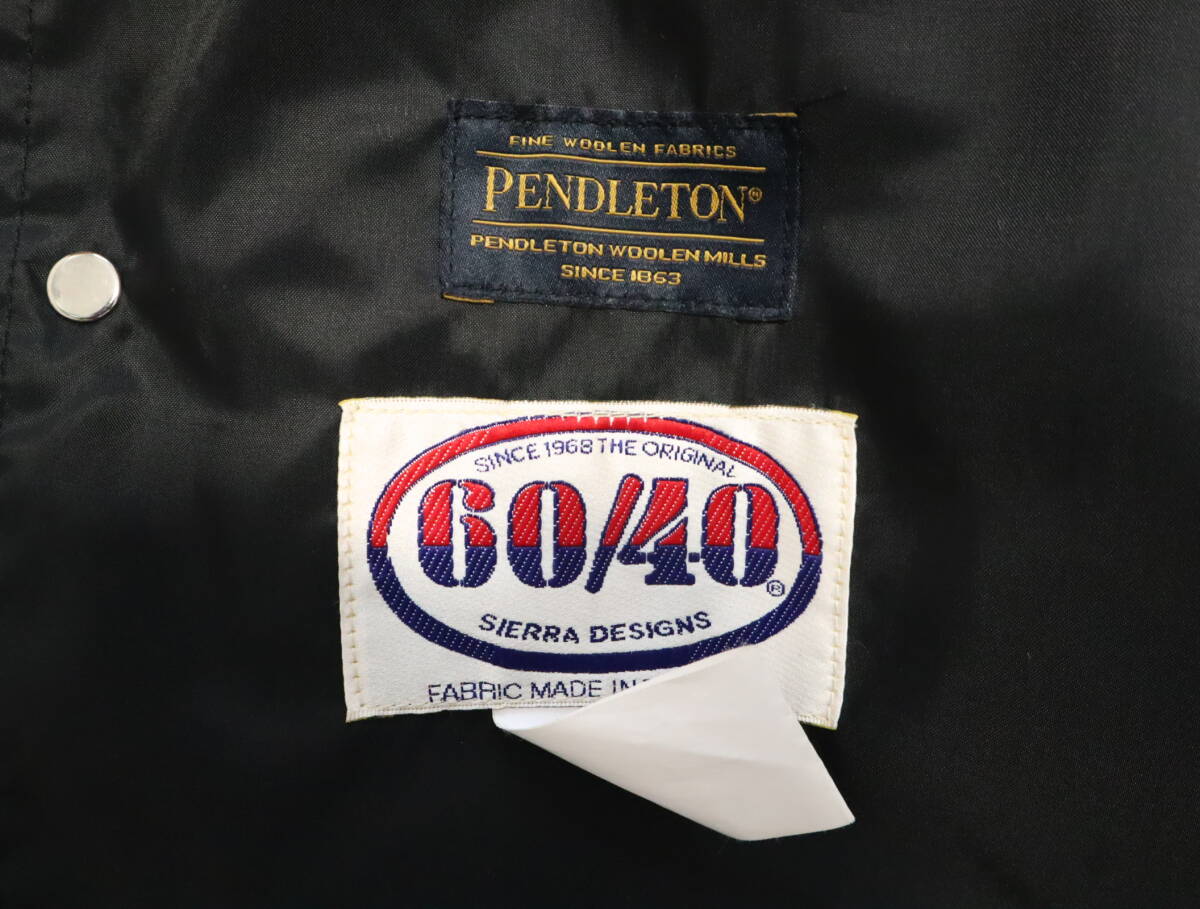 FINE WOOLEN FABRICS
PENDLETON®
PENDLETON WOOLEN MILLS
SINCE 1863
SINCE 1968 THE ORIGINAL
60/40
®
SIERRA DESIGNS
FABRIC MADE IN